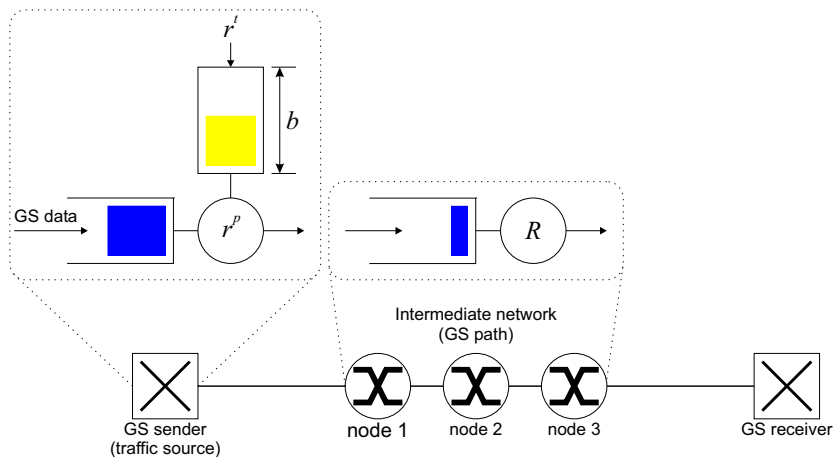 r^t
b
GS data
r^p
R
Intermediate network
(GS path)
GS sender
(traffic source)
node 1
node 2
node 3
GS receiver